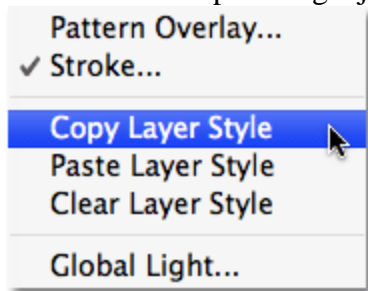 Pattern Overlay...
Stroke...
Copy Layer Style
Paste Layer Style
Clear Layer Style
Global Light...